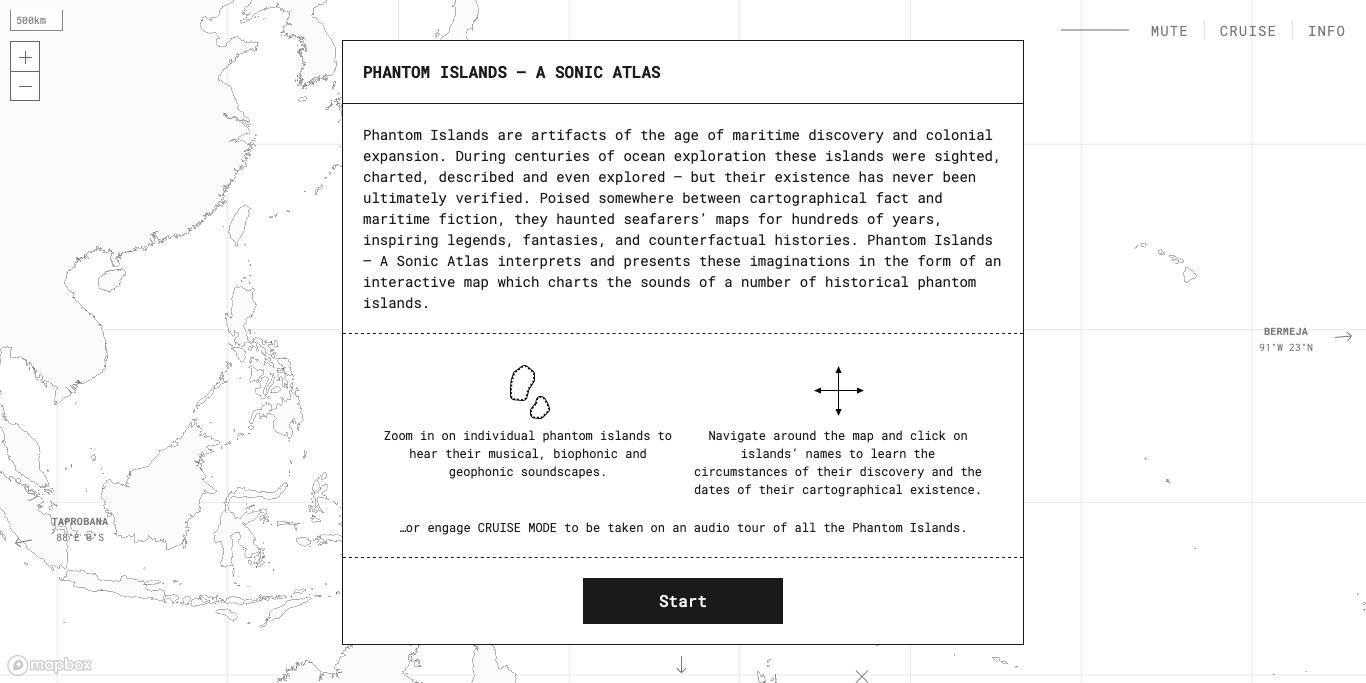 500km
MUTE
CRUISE
INFO
PHANTOM ISLANDS – A SONIC ATLAS
Phantom Islands are artifacts of the age of maritime discovery and colonial
expansion. During centuries of ocean exploration these islands were sighted,
charted, described and even explored – but their existence has never been
ultimately verified. Poised somewhere between cartographical fact and
maritime fiction, they haunted seafarers’ maps for hundreds of years,
inspiring legends, fantasies, and counterfactual histories. Phantom Islands
– A Sonic Atlas interprets and presents these imaginations in the form of an
interactive map which charts the sounds of a number of historical phantom
islands.
Zoom in on individual phantom islands to
hear their musical, biophonic and
geophonic soundscapes.
Navigate around the map and click on
islands’ names to learn the
circumstances of their discovery and the
dates of their cartographical existence.
…or engage CRUISE MODE to be taken on an audio tour of all the Phantom Islands.
Start
BERMEJA
91°W 23°N
TAPROBANA
88°E 0°S
mapbox